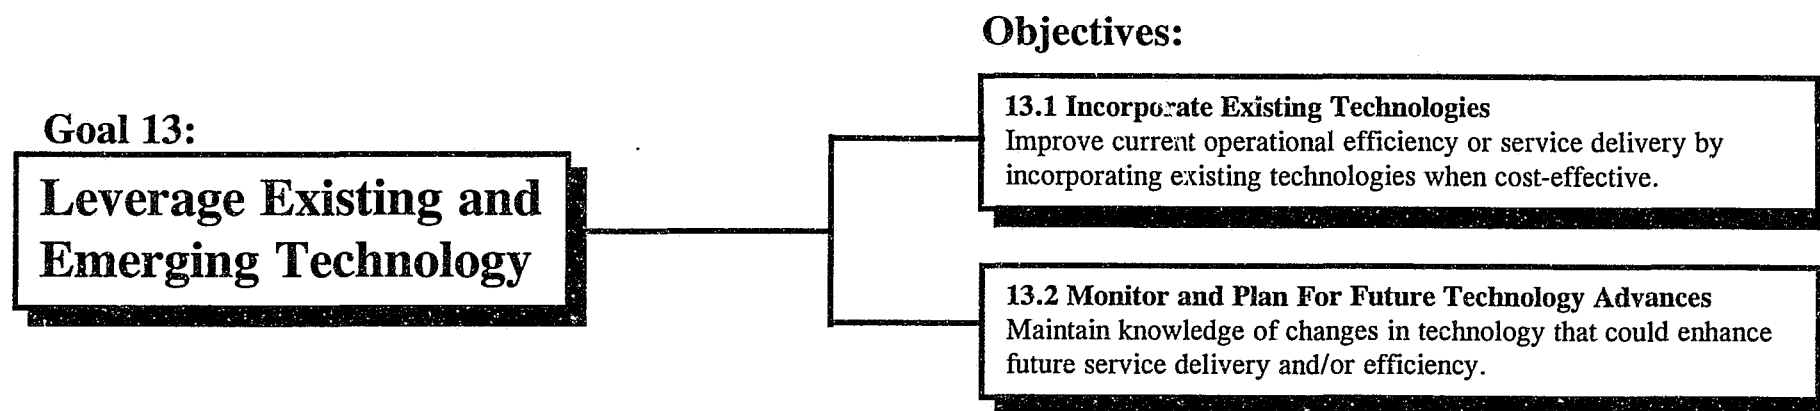 Goal 13:
Leverage Existing and
Emerging Technology
Objectives:
13.1 Incorporate Existing Technologies
Improve current operational efficiency or service delivery by
incorporating existing technologies when cost-effective.
13.2 Monitor and Plan For Future Technology Advances
Maintain knowledge of changes in technology that could enhance
future service delivery and/or efficiency.